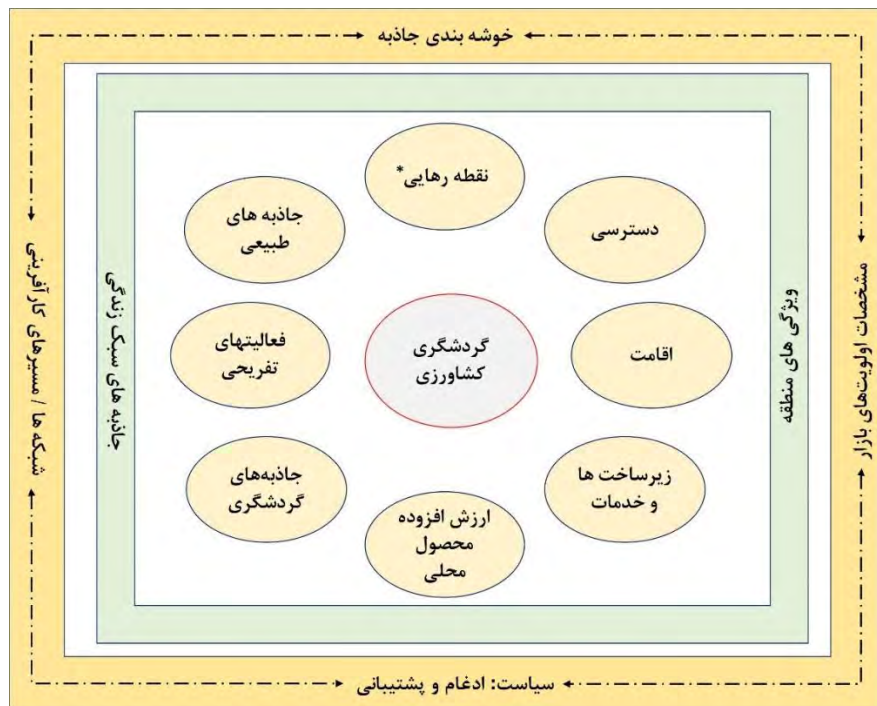 خوشه بندی جاذبه
نقطه رهایی*
دسترسی
جاذبه های
طبیعی
اقامت
گردشگری
کشاورزی
فعالیتهای
تفریحی
زیرساخت ها
و خدمات
ارزش افزوده
محصول
محلی
جاذبه‌های
گردشگری
ویژگی های منطقه
جاذبه های سبک زندگی
مشخصات اولویت‌های بازار
شبکه ها / مسیرهای کارآفرینی
سیاست: ادغام و پشتیبانی